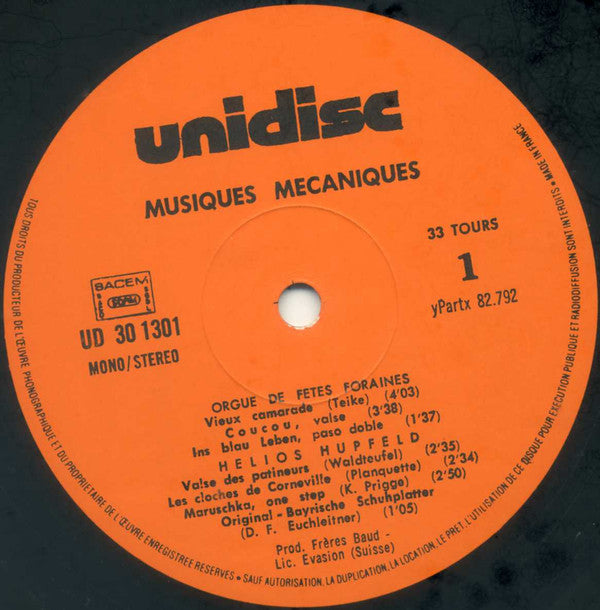 unidisc
MUSIQUES MECANIQUES
33 TOURS
1
yPartx 82.792
BIEM
SACEM
SDRM
SACD
SGDL
UD 30 1301
MONO/STEREO
ORGUE DE FETES FORAINES
Vieux camarade (Teike) (4'03)
Coucou, valse (3'38)
Ins blau Leben, paso doble (1'37)
HELIOS HUPFELD
Valse des patineurs (Waldteufel) (2'35)
Les cloches de Corneville (Planquette) (2'34)
Maruschka, one step (K. Prigge) (2'50)
Original - Bayrische Schuhplatter
(D. F. Euchleitner) (1'05)
Prod. Frères Baud -
Lic. Evasion (Suisse)
TOUS DROITS DU PRODUCTEUR DE L'ŒUVRE PHONOGRAPHIQUE ET DU PROPRIETAIRE DE L'ŒUVRE ENREGISTREE RESERVES • SAUF AUTORISATION, LA DUPLICATION, LA LOCATION, LE PRET, L'UTILISATION DE CE DISQUE POUR EXECUTION PUBLIQUE ET RADIODIFFUSION SONT INTERDITS • MADE IN FRANCE